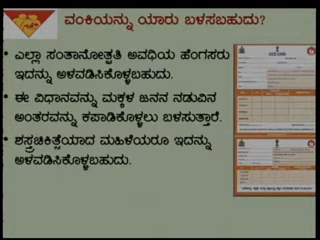 ವಂಕಿಯನ್ನು ಯಾರು ಬಳಸಬಹುದು?
• ಎಲ್ಲಾ ಸಂತಾನೋತ್ಪತಿ ಅವಧಿಯ ಹೆಂಗಸರು
ಇದನ್ನು ಅಳವಡಿಸಿಕೊಳ್ಳಬಹುದು.
• ಈ ವಿಧಾನವನ್ನು ಮಕ್ಕಳ ಜನನ ನಡುವಿನ
ಅಂತರವನ್ನು ಕಪಾಡಿಕೊಳ್ಳಲು ಬಳಸುತ್ತಾರೆ.
• ಶಸ್ತ್ರಚಿಕಿತ್ಸೆಯಾದ ಮಹಿಳೆಯರೂ ಇದನ್ನು
ಅಳವಡಿಸಿಕೊಳ್ಳಬಹುದು.